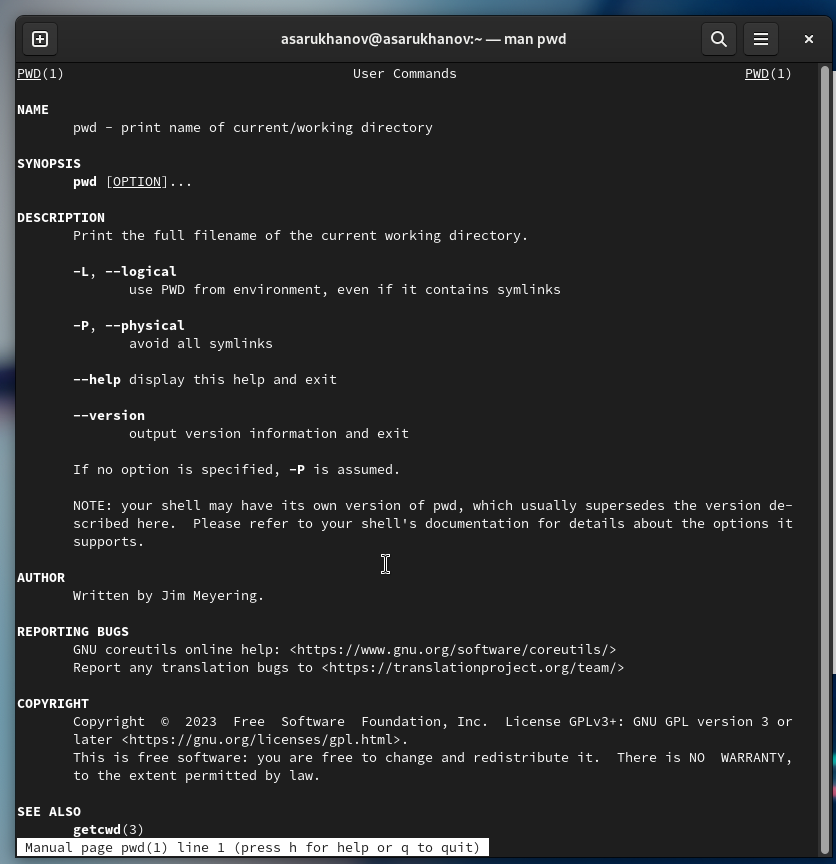 asarukhanov@asarukhanov:~ — man pwd
PWD(1) User Commands PWD(1)
NAME
pwd - print name of current/working directory
SYNOPSIS
pwd [OPTION]...
DESCRIPTION
Print the full filename of the current working directory.
-L, --logical
use PWD from environment, even if it contains symlinks
-P, --physical
avoid all symlinks
--help display this help and exit
--version
output version information and exit
If no option is specified, -P is assumed.
NOTE: your shell may have its own version of pwd, which usually supersedes the version de-
scribed here.  Please refer to your shell's documentation for details about the options it
supports.
AUTHOR
Written by Jim Meyering.
REPORTING BUGS
GNU coreutils online help: <https://www.gnu.org/software/coreutils/>
Report any translation bugs to <https://translationproject.org/team/>
COPYRIGHT
Copyright  ©  2023  Free  Software  Foundation, Inc.  License GPLv3+: GNU GPL version 3 or
later <https://gnu.org/licenses/gpl.html>.
This is free software: you are free to change and redistribute it.  There is NO  WARRANTY,
to the extent permitted by law.
SEE ALSO
getcwd(3)
Manual page pwd(1) line 1 (press h for help or q to quit)